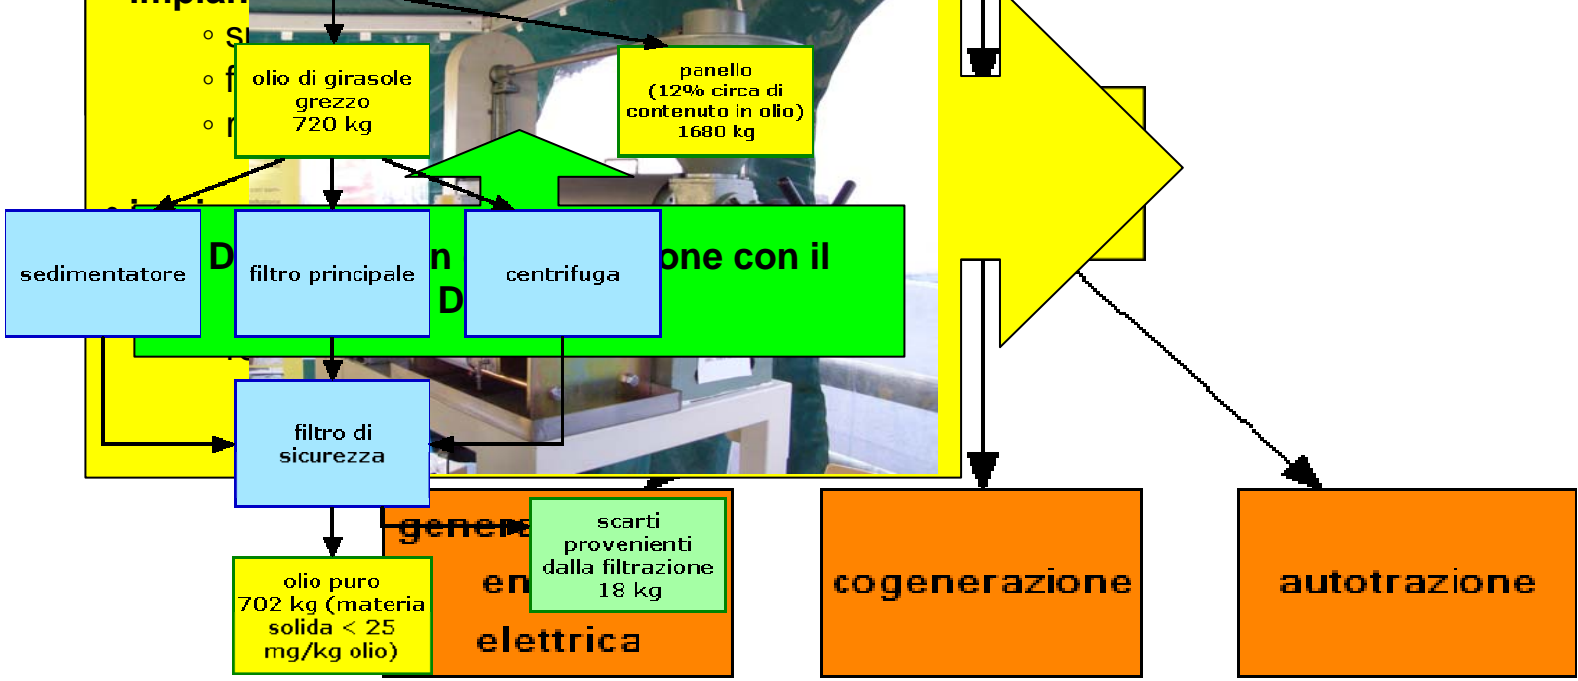 olio di girasole
grezzo
720 kg
panello
(12% circa di
contenuto in olio)
1680 kg
one con il
sedimentatore
filtro principale
centrifuga
filtro di
sicurezza
scarti
provenienti
dalla filtrazione
18 kg
olio puro
702 kg (materia
solida < 25
mg/kg olio)
elettrica
cogenerazione
autotrazione